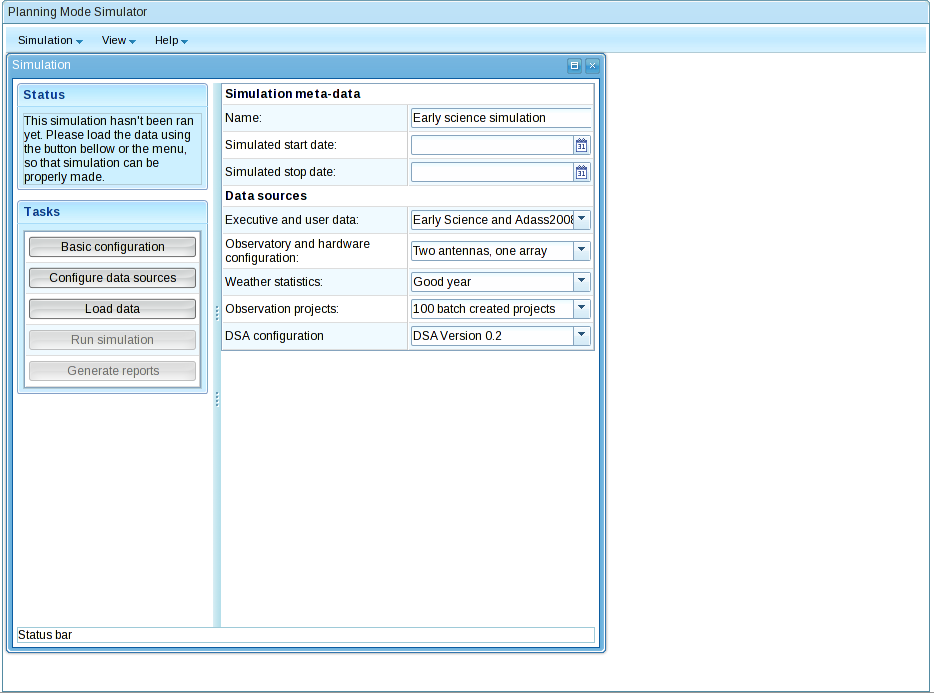 Planning Mode Simulator
Simulation View Help
Simulation
Status
This simulation hasn't been ran
yet. Please load the data using
the button bellow or the menu,
so that simulation can be
properly made.
Tasks
Basic configuration
Configure data sources
Load data
Run simulation
Generate reports
Simulation meta-data
Name: Early science simulation
Simulated start date: 31
Simulated stop date: 31
Data sources
Executive and user data: Early Science and Adass2008
Observatory and hardware
configuration: Two antennas, one array
Weather statistics: Good year
Observation projects: 100 batch created projects
DSA configuration DSA Version 0.2
Status bar